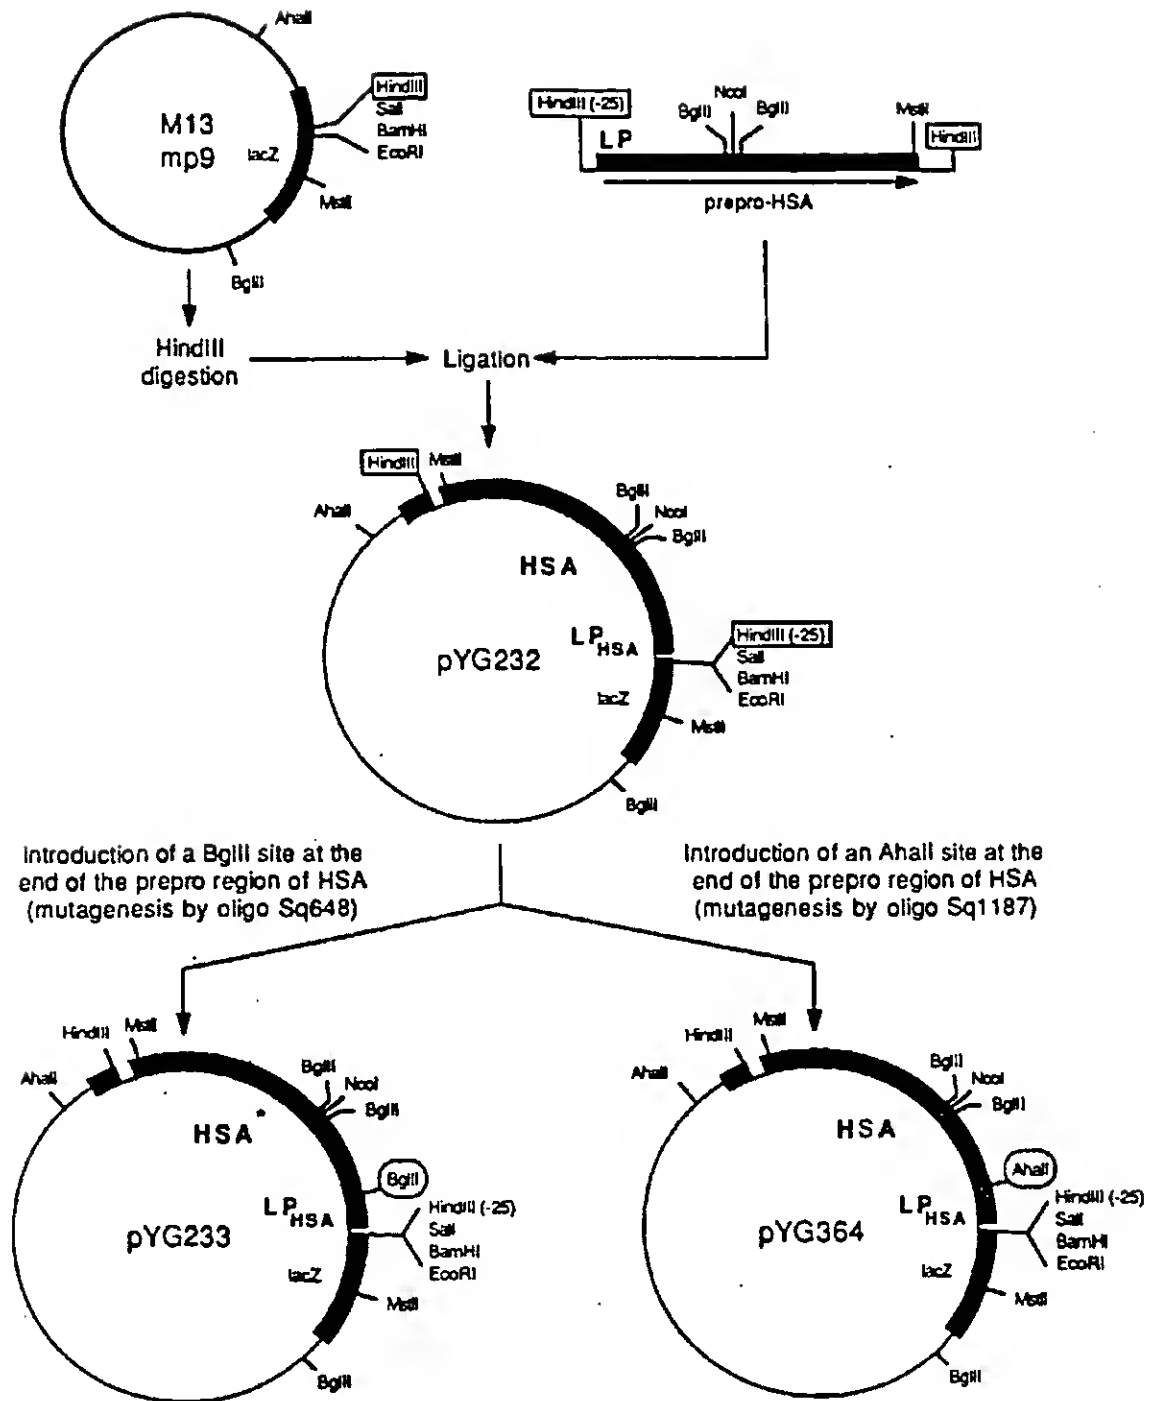 AhaII
M13
mp9
lacZ
HindIII
SalI
BamHI
EcoRI
MstII
BglII
HindIII (-25)
LP
BglII
NcoI
BglII
MstII
HindIII
prepro-HSA
HindIII
digestion
Ligation
HindIII
MstII
AhaII
BglII
NcoI
BglII
HSA
LP HSA
pYG232
lacZ
HindIII (-25)
SalI
BamHI
EcoRI
MstII
BglII
Introduction of a BglII site at the
end of the prepro region of HSA
(mutagenesis by oligo Sq648)
Introduction of an AhaII site at the
end of the prepro region of HSA
(mutagenesis by oligo Sq1187)
HindIII
MstII
AhaII
BglII
NcoI
BglII
HSA*
BglII
LP HSA
pYG233
lacZ
HindIII (-25)
SalI
BamHI
EcoRI
MstII
BglII
HindIII
MstII
AhaII
BglII
NcoI
BglII
HSA
AhaII
LP HSA
pYG364
lacZ
HindIII (-25)
SalI
BamHI
EcoRI
MstII
BglII